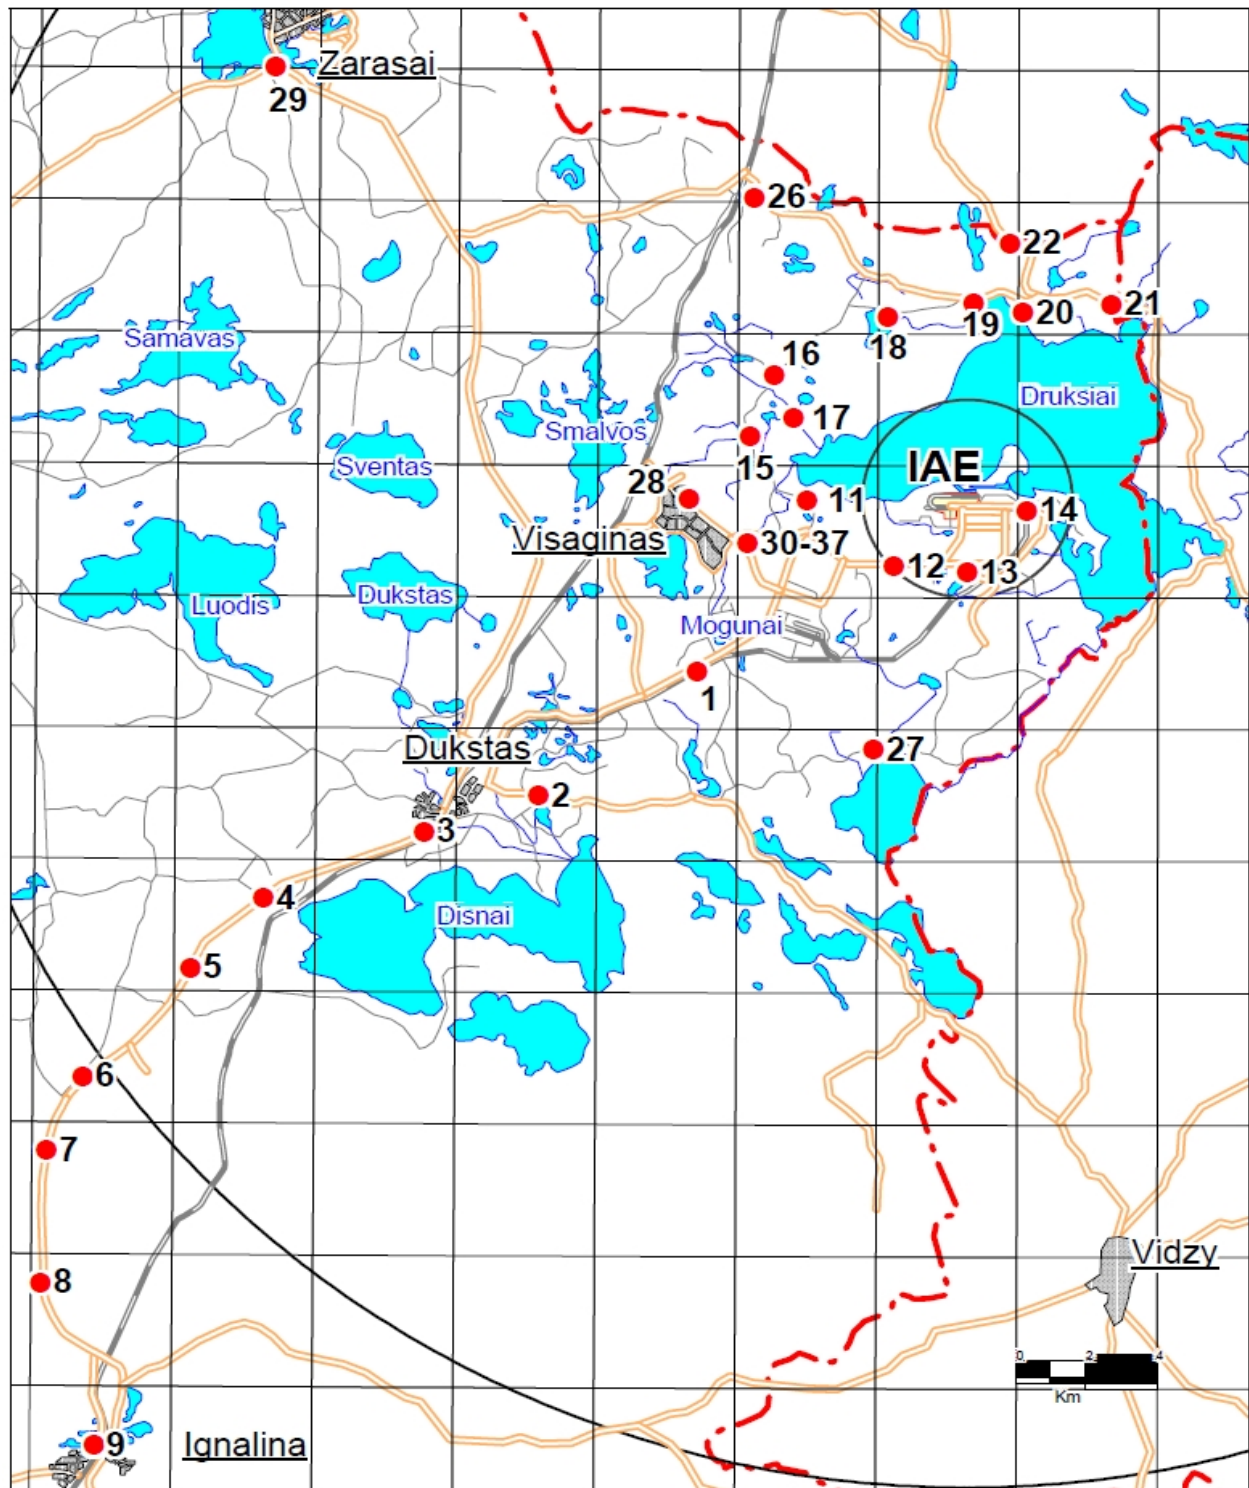 Zarasai
29
26
22
21
20
19
18
Samavas
16
Druksiai
17
Smalvos
15
Sventas
IAE
28
11
14
Visaginas
30-37
12
13
Dukstas
Luodis
Mogunai
1
Dukstas
27
2
3
4
Disnai
5
6
7
Vidzy
8
0 2 4
Km
9
Ignalina